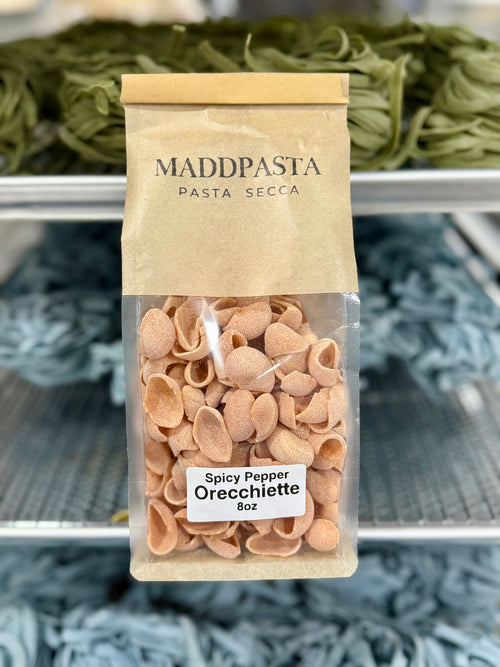 MADDPASTA
PASTA SECCA
Spicy Pepper
Orecchiette
8oz